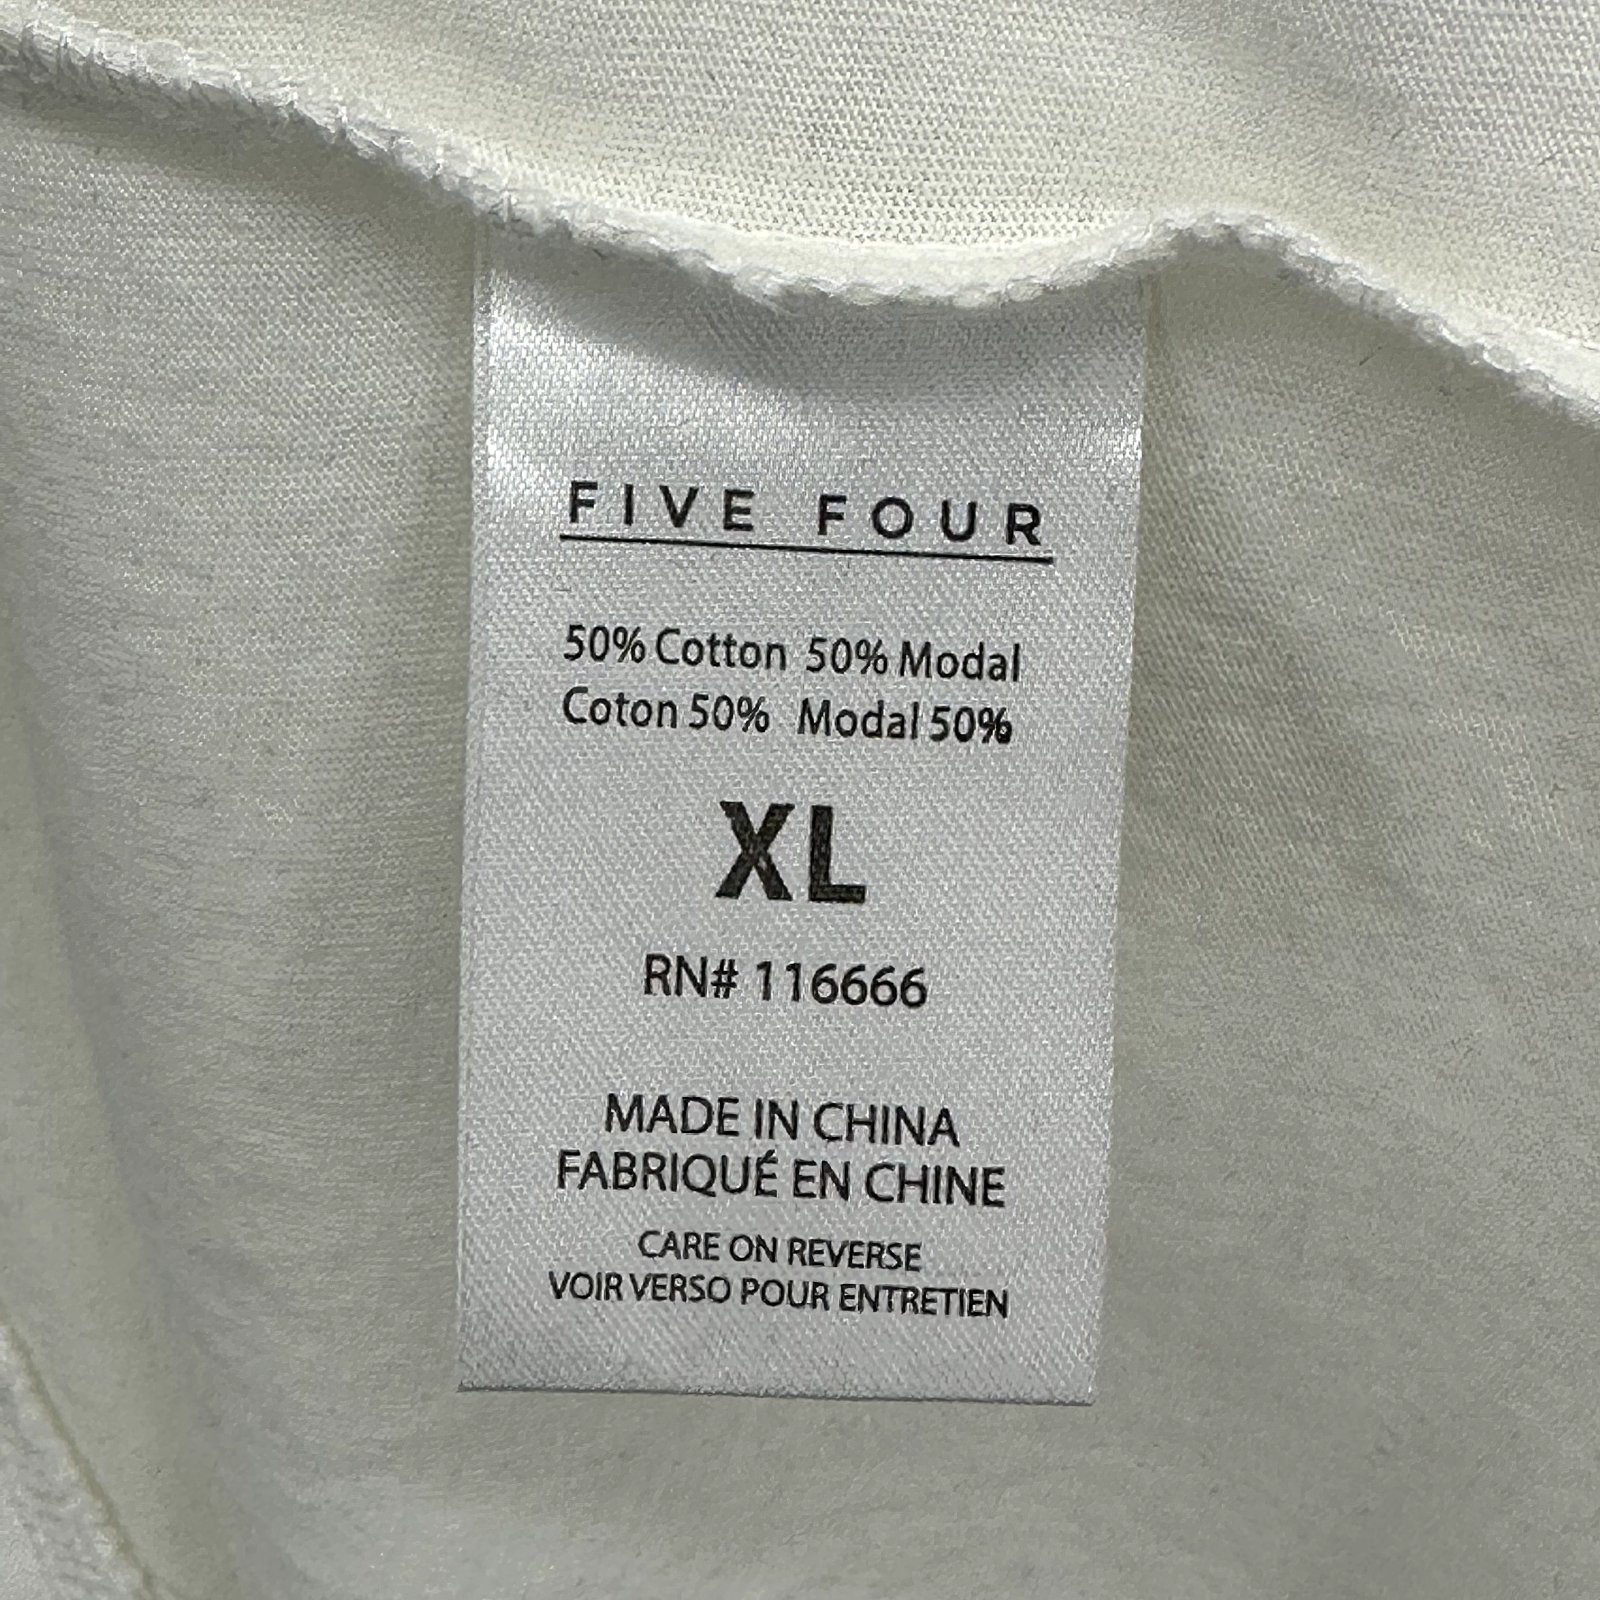 FIVE FOUR
50% Cotton 50% Modal
Coton 50% Modal 50%
XL
RN# 116666
MADE IN CHINA
FABRIQUÉ EN CHINE
CARE ON REVERSE
VOIR VERSO POUR ENTRETIEN